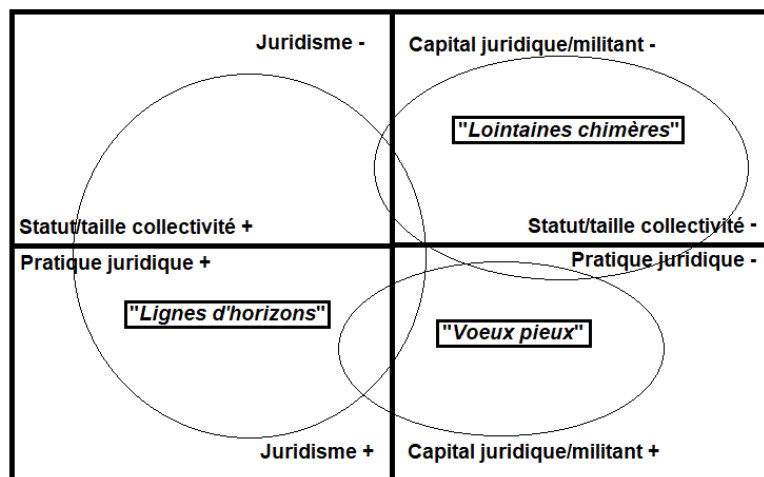 Juridisme -
Capital juridique/militant -
"Lointaines chimères"
Statut/taille collectivité +
Statut/taille collectivité -
Pratique juridique +
Pratique juridique -
"Lignes d'horizons"
"Voeux pieux"
Juridisme +
Capital juridique/militant +